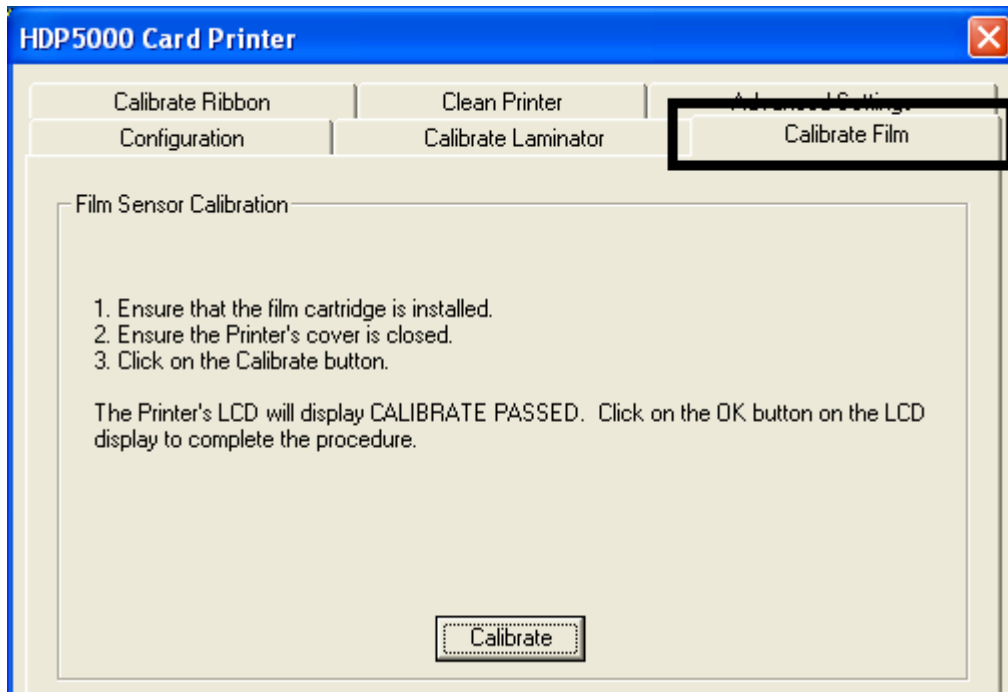 HDP5000 Card Printer
Calibrate Ribbon
Clean Printer
Advanced Settings
Configuration
Calibrate Laminator
Calibrate Film
Film Sensor Calibration
1. Ensure that the film cartridge is installed.
2. Ensure the Printer's cover is closed.
3. Click on the Calibrate button.
The Printer's LCD will display CALIBRATE PASSED.  Click on the OK button on the LCD
display to complete the procedure.
Calibrate